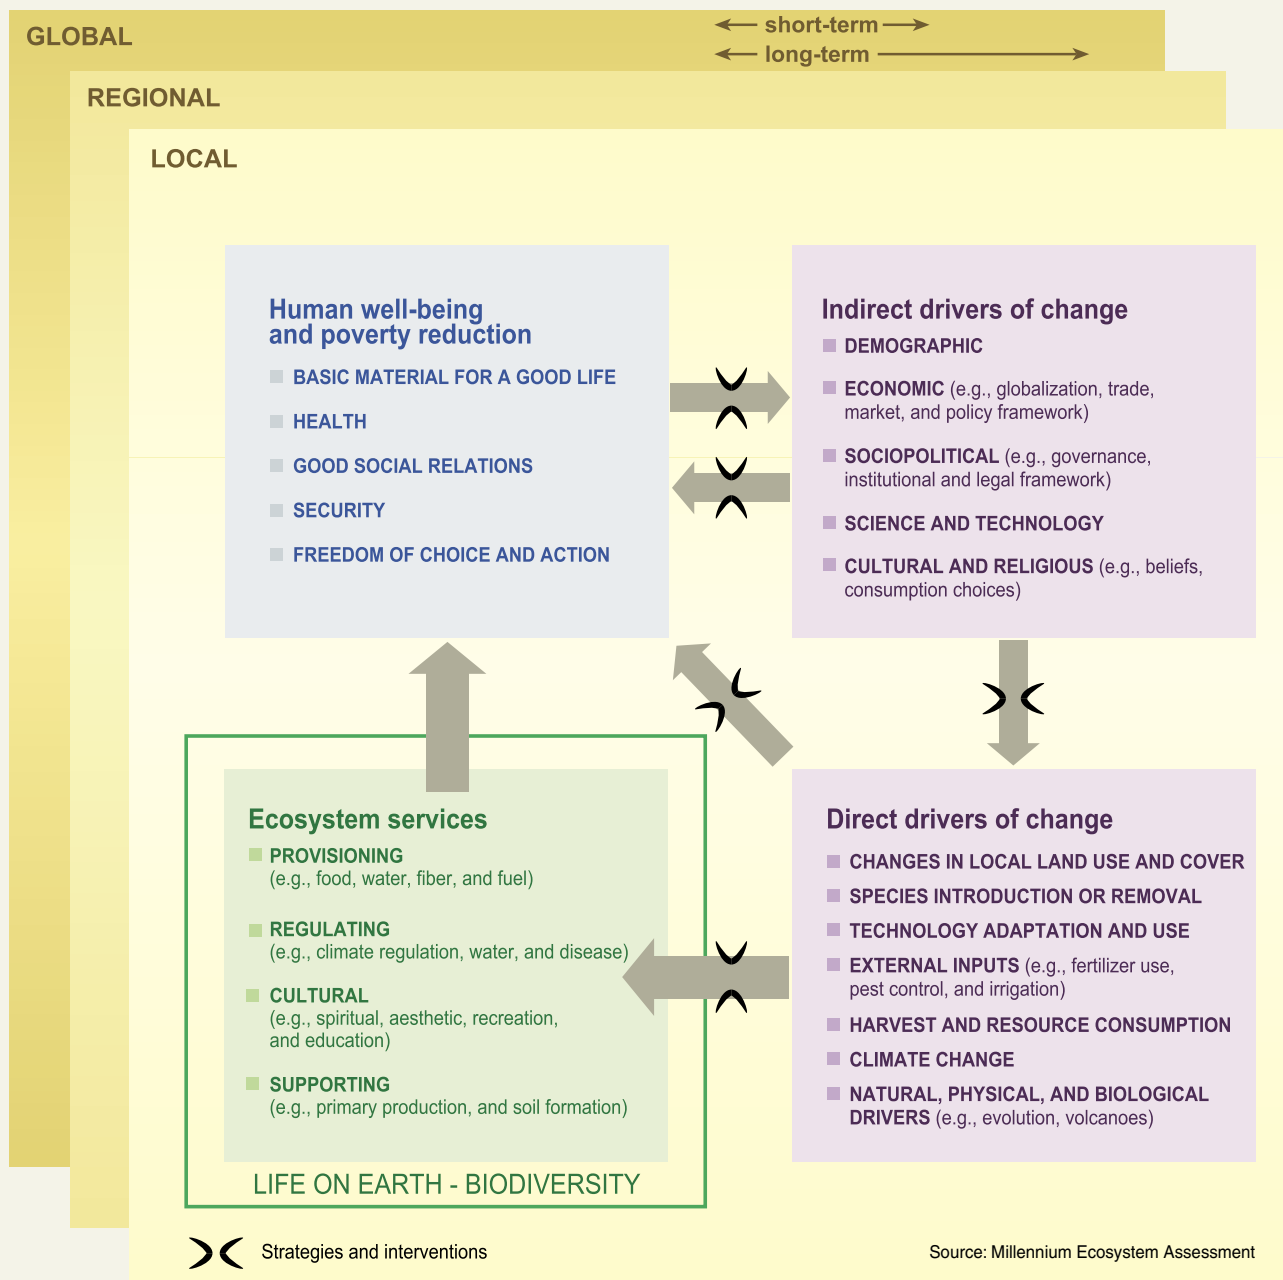 GLOBAL
short-term
long-term
REGIONAL
LOCAL
Human well-being
and poverty reduction
BASIC MATERIAL FOR A GOOD LIFE
HEALTH
GOOD SOCIAL RELATIONS
SECURITY
FREEDOM OF CHOICE AND ACTION
Indirect drivers of change
DEMOGRAPHIC
ECONOMIC (e.g., globalization, trade,
market, and policy framework)
SOCIOPOLITICAL (e.g., governance,
institutional and legal framework)
SCIENCE AND TECHNOLOGY
CULTURAL AND RELIGIOUS (e.g., beliefs,
consumption choices)
Ecosystem services
PROVISIONING
(e.g., food, water, fiber, and fuel)
REGULATING
(e.g., climate regulation, water, and disease)
CULTURAL
(e.g., spiritual, aesthetic, recreation,
and education)
SUPPORTING
(e.g., primary production, and soil formation)
LIFE ON EARTH - BIODIVERSITY
Direct drivers of change
CHANGES IN LOCAL LAND USE AND COVER
SPECIES INTRODUCTION OR REMOVAL
TECHNOLOGY ADAPTATION AND USE
EXTERNAL INPUTS (e.g., fertilizer use,
pest control, and irrigation)
HARVEST AND RESOURCE CONSUMPTION
CLIMATE CHANGE
NATURAL, PHYSICAL, AND BIOLOGICAL
DRIVERS (e.g., evolution, volcanoes)
Strategies and interventions
Source: Millennium Ecosystem Assessment